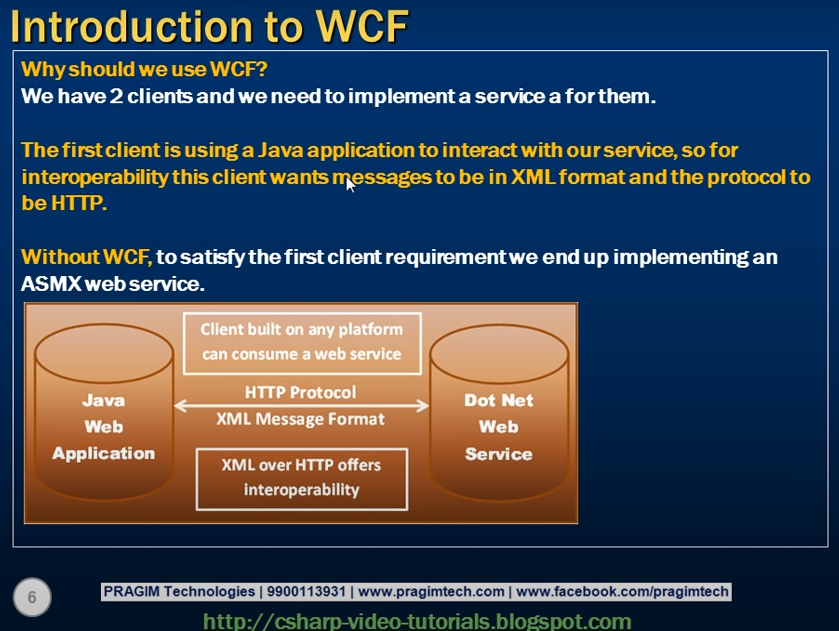 Introduction to WCF
Why should we use WCF?
We have 2 clients and we need to implement a service a for them.
The first client is using a Java application to interact with our service, so for
interoperability this client wants messages to be in XML format and the protocol to
be HTTP.
Without WCF, to satisfy the first client requirement we end up implementing an
ASMX web service.
Client built on any platform
can consume a web service
Java
Web
Application
HTTP Protocol
XML Message Format
Dot Net
Web
Service
XML over HTTP offers
interoperability
6
PRAGIM Technologies | 9900113931 | www.pragimtech.com | www.facebook.com/pragimtech
http://csharp-video-tutorials.blogspot.com